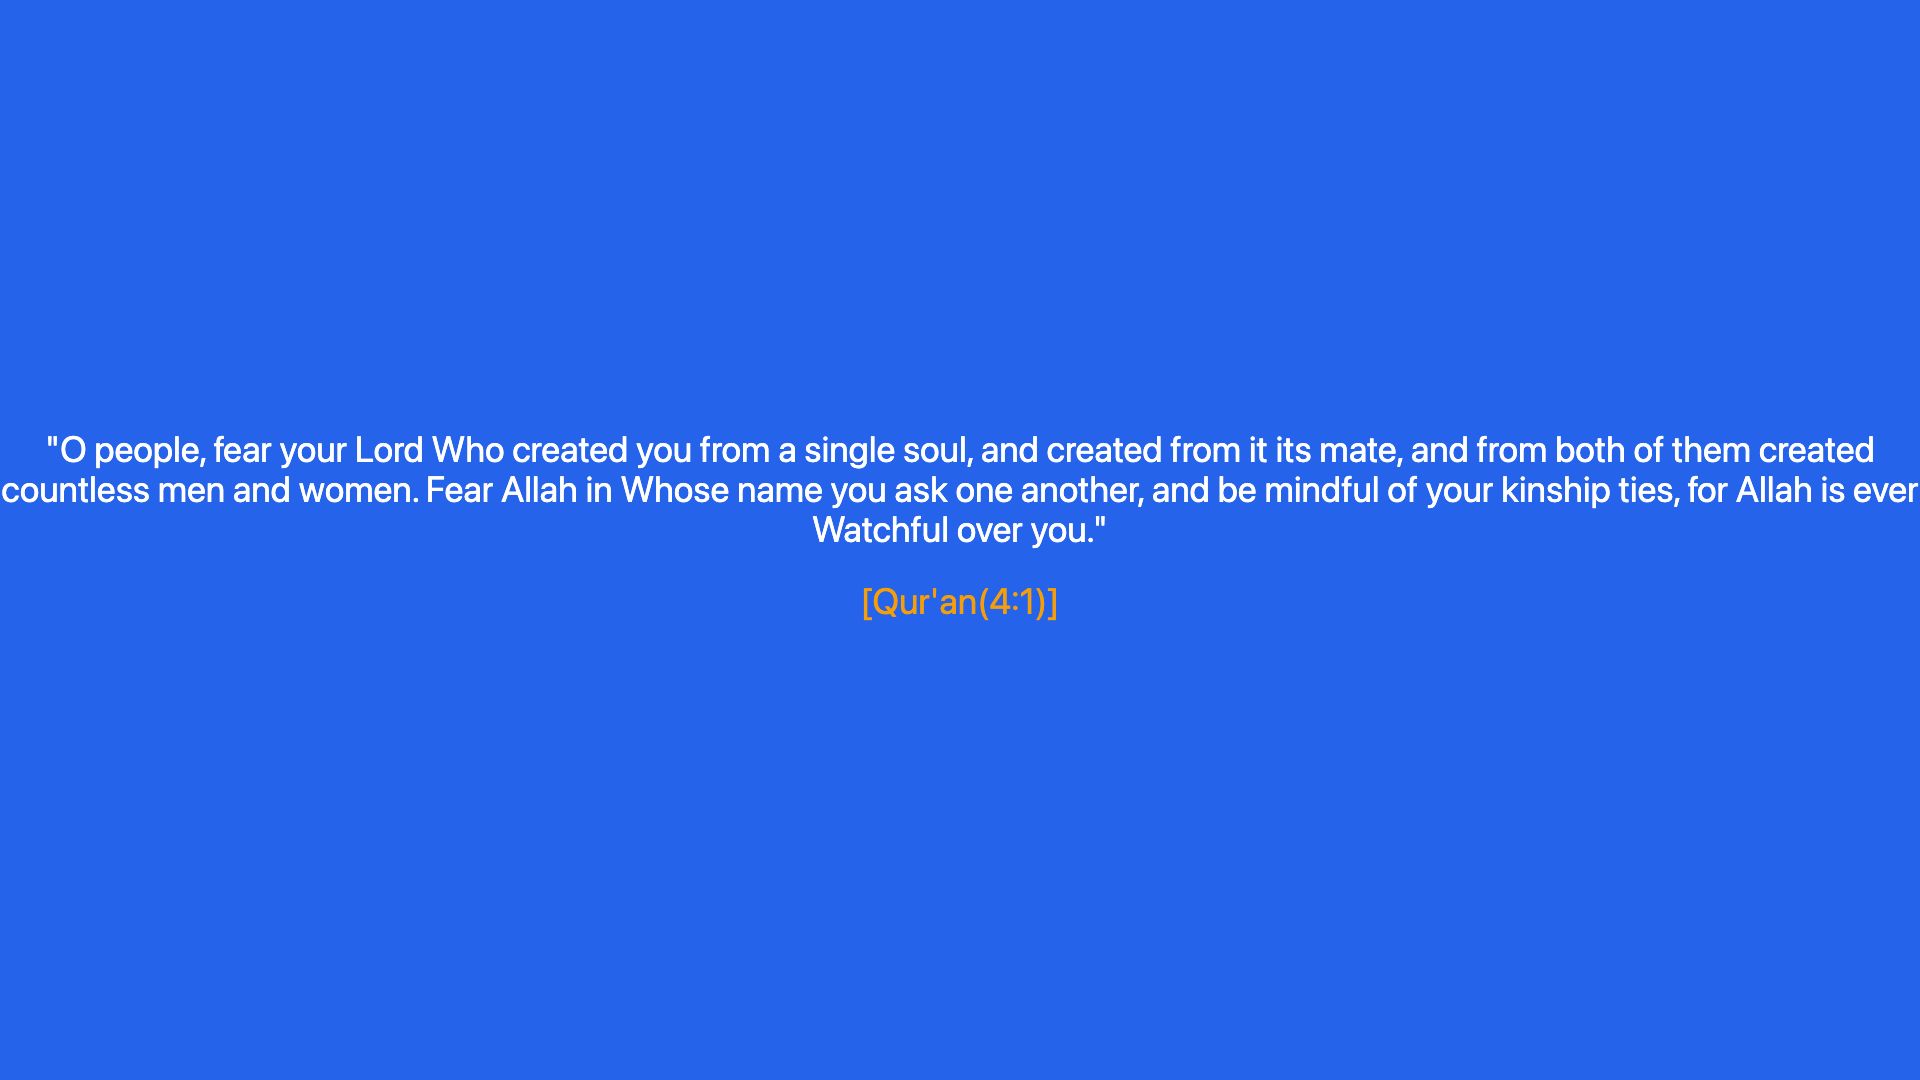 "O people, fear your Lord Who created you from a single soul, and created from it its mate, and from both of them created
countless men and women. Fear Allah in Whose name you ask one another, and be mindful of your kinship ties, for Allah is ever
Watchful over you."
[Qur'an(4:1)]